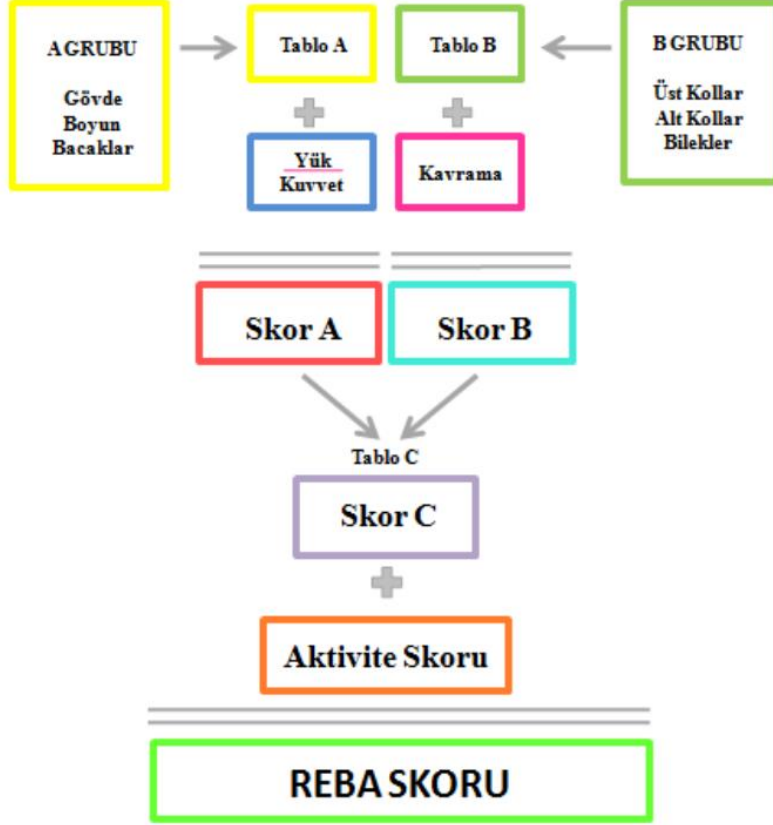 A GRUBU
Gövde
Boyun
Bacaklar
Tablo A
Tablo B
B GRUBU
Üst Kollar
Alt Kollar
Bilekler
Yük
Kuvvet
Kavrama
Skor A
Skor B
Tablo C
Skor C
Aktivite Skoru
REBA SKORU